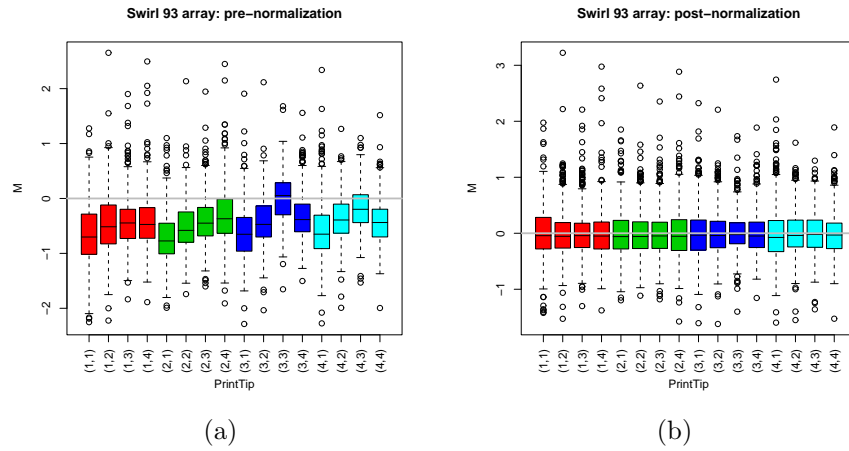 Swirl 93 array: pre−normalization
M
2
1
0
−1
−2
(1,1) (1,2) (1,3) (1,4) (2,1) (2,2) (2,3) (2,4) (3,1) (3,2) (3,3) (3,4) (4,1) (4,2) (4,3) (4,4)
PrintTip
(a)
Swirl 93 array: post−normalization
M
3
2
1
0
−1
(1,1) (1,2) (1,3) (1,4) (2,1) (2,2) (2,3) (2,4) (3,1) (3,2) (3,3) (3,4) (4,1) (4,2) (4,3) (4,4)
PrintTip
(b)